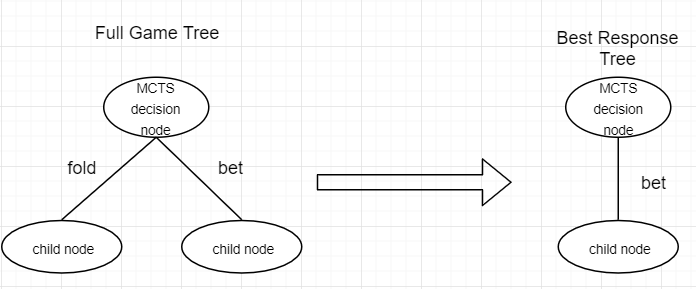 Full Game Tree
Best Response
Tree
MCTS
decision
node
MCTS
decision
node
fold
bet
bet
child node
child node
child node